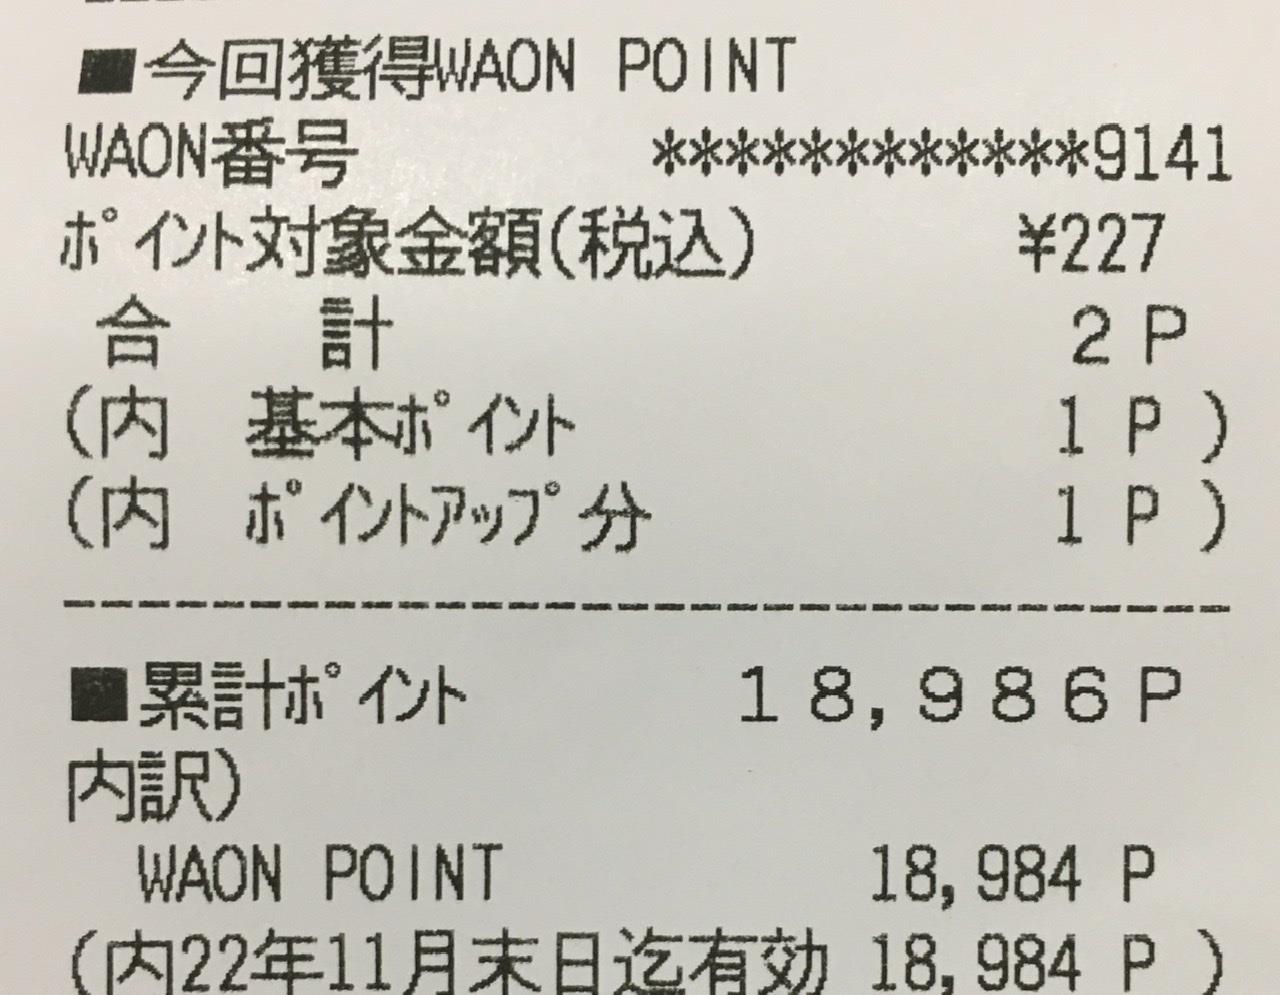 ■今回獲得WAON POINT
WAON番号 ************9141
ﾎﾟｲﾝﾄ対象金額(税込) ¥227
合 計 2 P
(内 基本ﾎﾟｲﾝﾄ 1 P )
(内 ﾎﾟｲﾝﾄｱｯﾌﾟ分 1 P )
--------------------------------
■累計ﾎﾟｲﾝﾄ 18,986P
内訳)
WAON POINT 18,984 P
(内22年11月末日迄有効 18,984 P )